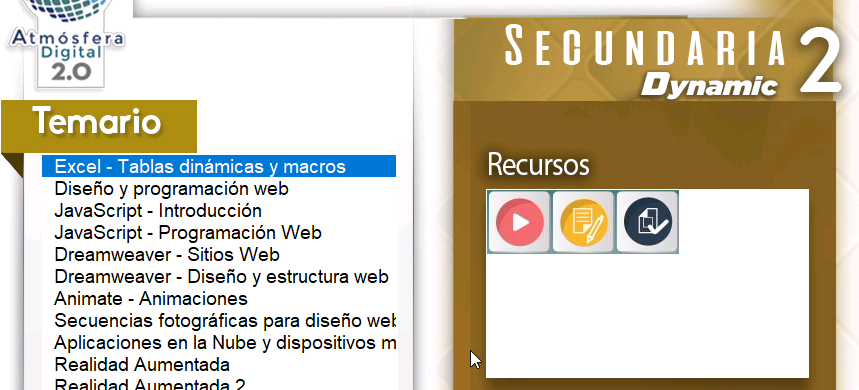 Atmósfera
Digital
2.0
SECUNDARIA 2
Dynamic
Temario
Excel - Tablas dinámicas y macros
Diseño y programación web
JavaScript - Introducción
JavaScript - Programación Web
Dreamweaver - Sitios Web
Dreamweaver - Diseño y estructura web
Animate - Animaciones
Secuencias fotográficas para diseño web
Aplicaciones en la Nube y dispositivos m
Realidad Aumentada
Realidad Aumentada 2
Recursos